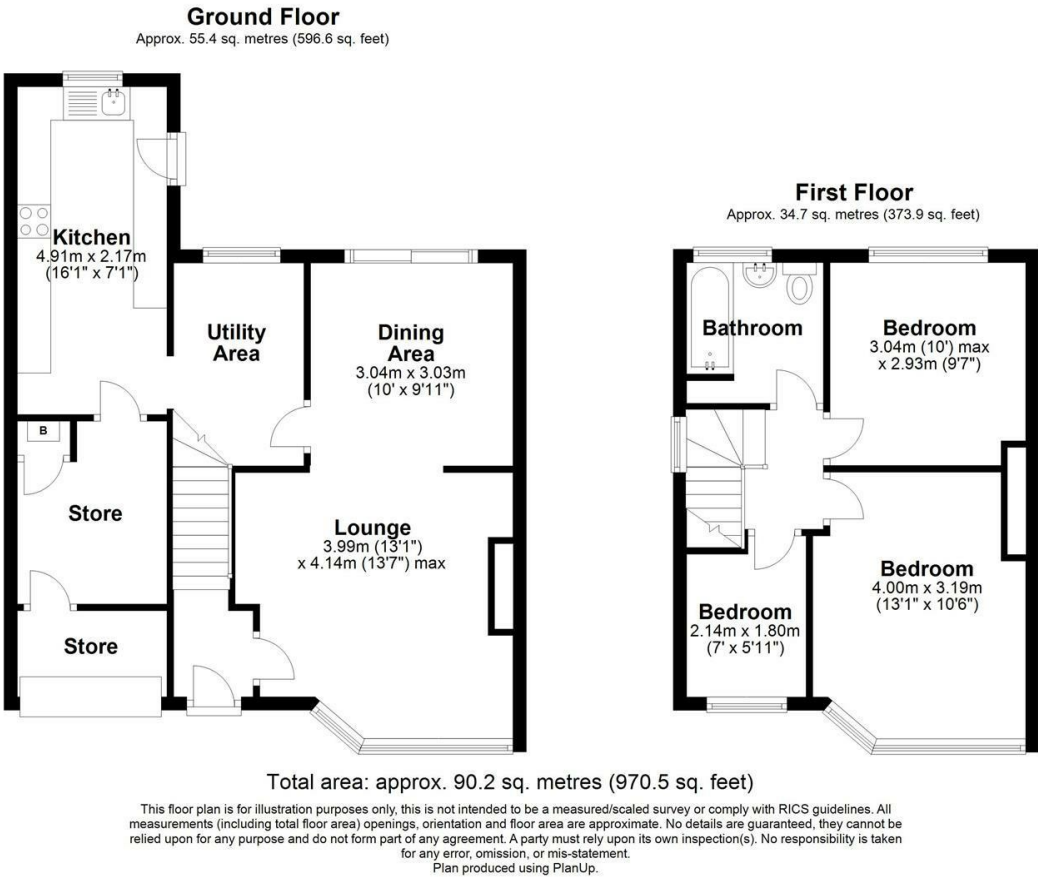 Ground Floor
Approx. 55.4 sq. metres (596.6 sq. feet)
Kitchen
4.91m x 2.17m
(16'1" x 7'1")
Utility
Area
Dining
Area
3.04m x 3.03m
(10' x 9'11")
B
Store
Lounge
3.99m (13'1")
x 4.14m (13'7") max
Store
First Floor
Approx. 34.7 sq. metres (373.9 sq. feet)
Bathroom
Bedroom
3.04m (10') max
x 2.93m (9'7")
Bedroom
4.00m x 3.19m
(13'1" x 10'6")
Bedroom
2.14m x 1.80m
(7' x 5'11")
Total area: approx. 90.2 sq. metres (970.5 sq. feet)
This floor plan is for illustration purposes only, this is not intended to be a measured/scaled survey or comply with RICS guidelines. All
measurements (including total floor area) openings, orientation and floor area are approximate. No details are guaranteed, they cannot be
relied upon for any purpose and do not form part of any agreement. A party must rely upon its own inspection(s). No responsibility is taken
for any error, omission, or mis-statement.
Plan produced using PlanUp.